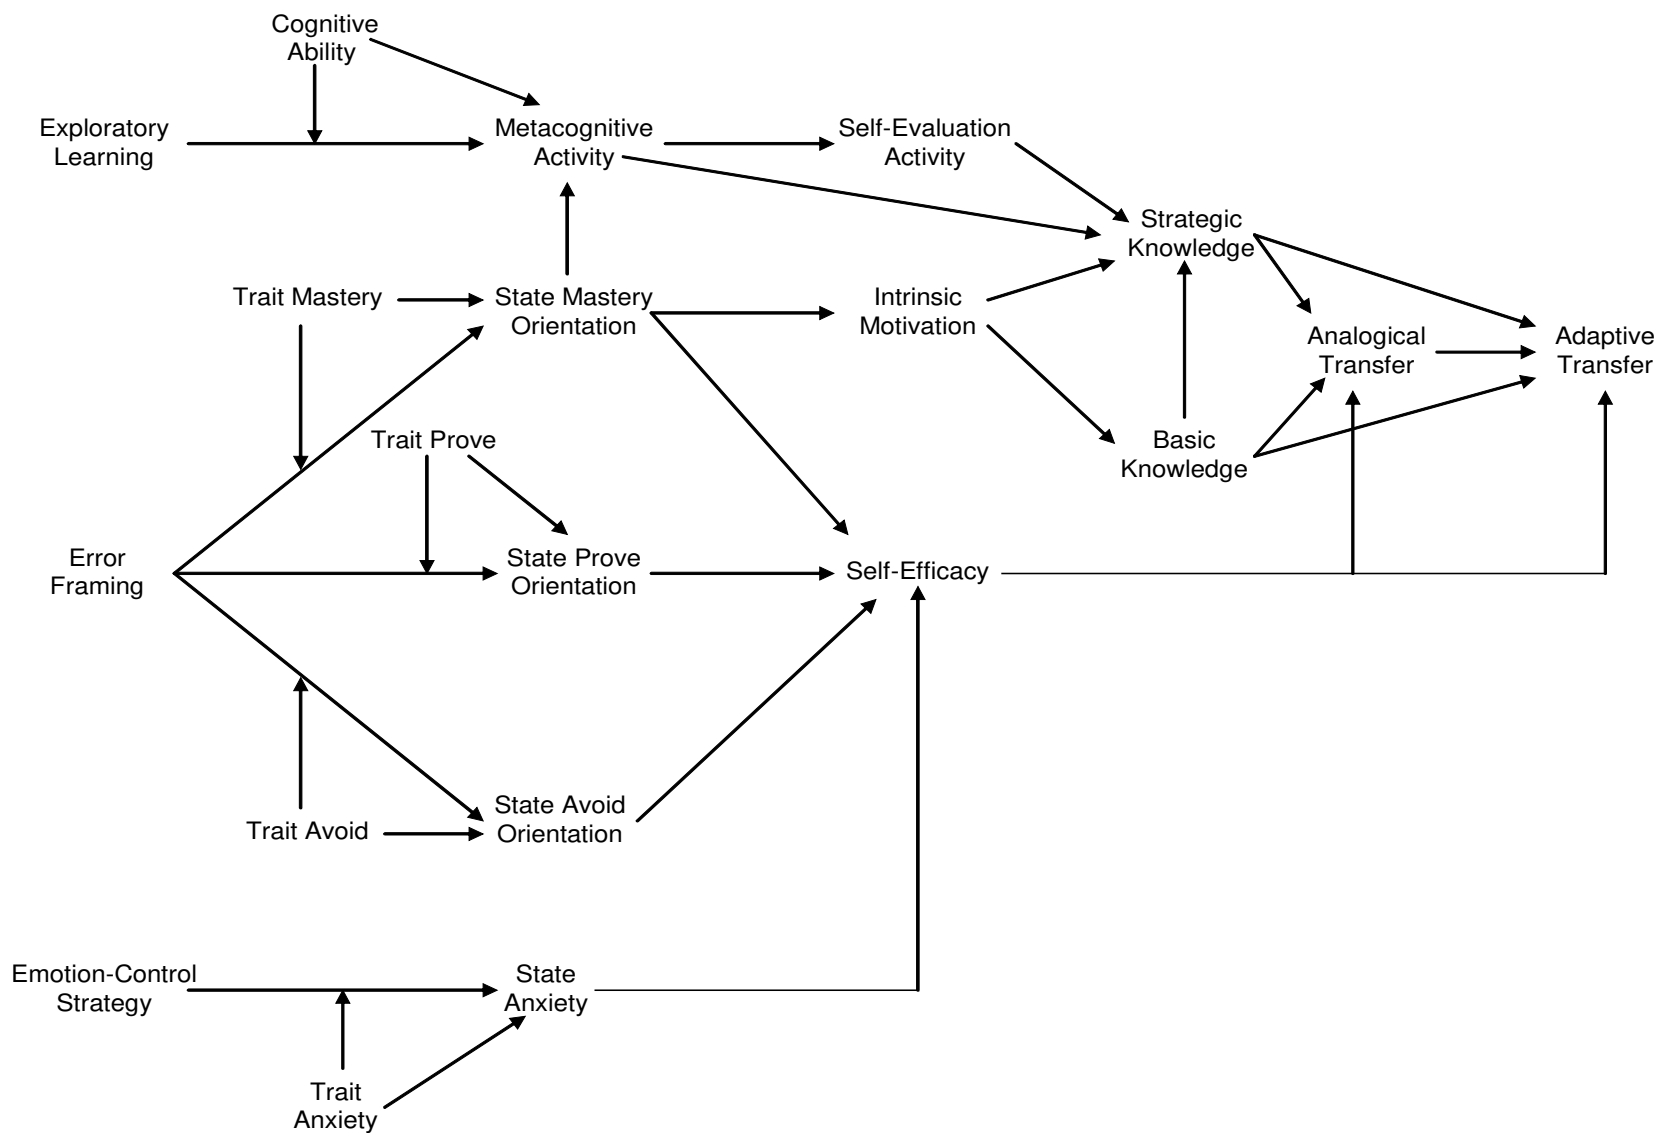 Cognitive
Ability
Exploratory
Learning
Metacognitive
Activity
Self-Evaluation
Activity
Strategic
Knowledge
Trait Mastery
State Mastery
Orientation
Intrinsic
Motivation
Analogical
Transfer
Adaptive
Transfer
Trait Prove
Basic
Knowledge
Error
Framing
State Prove
Orientation
Self-Efficacy
Trait Avoid
State Avoid
Orientation
Emotion-Control
Strategy
State
Anxiety
Trait
Anxiety